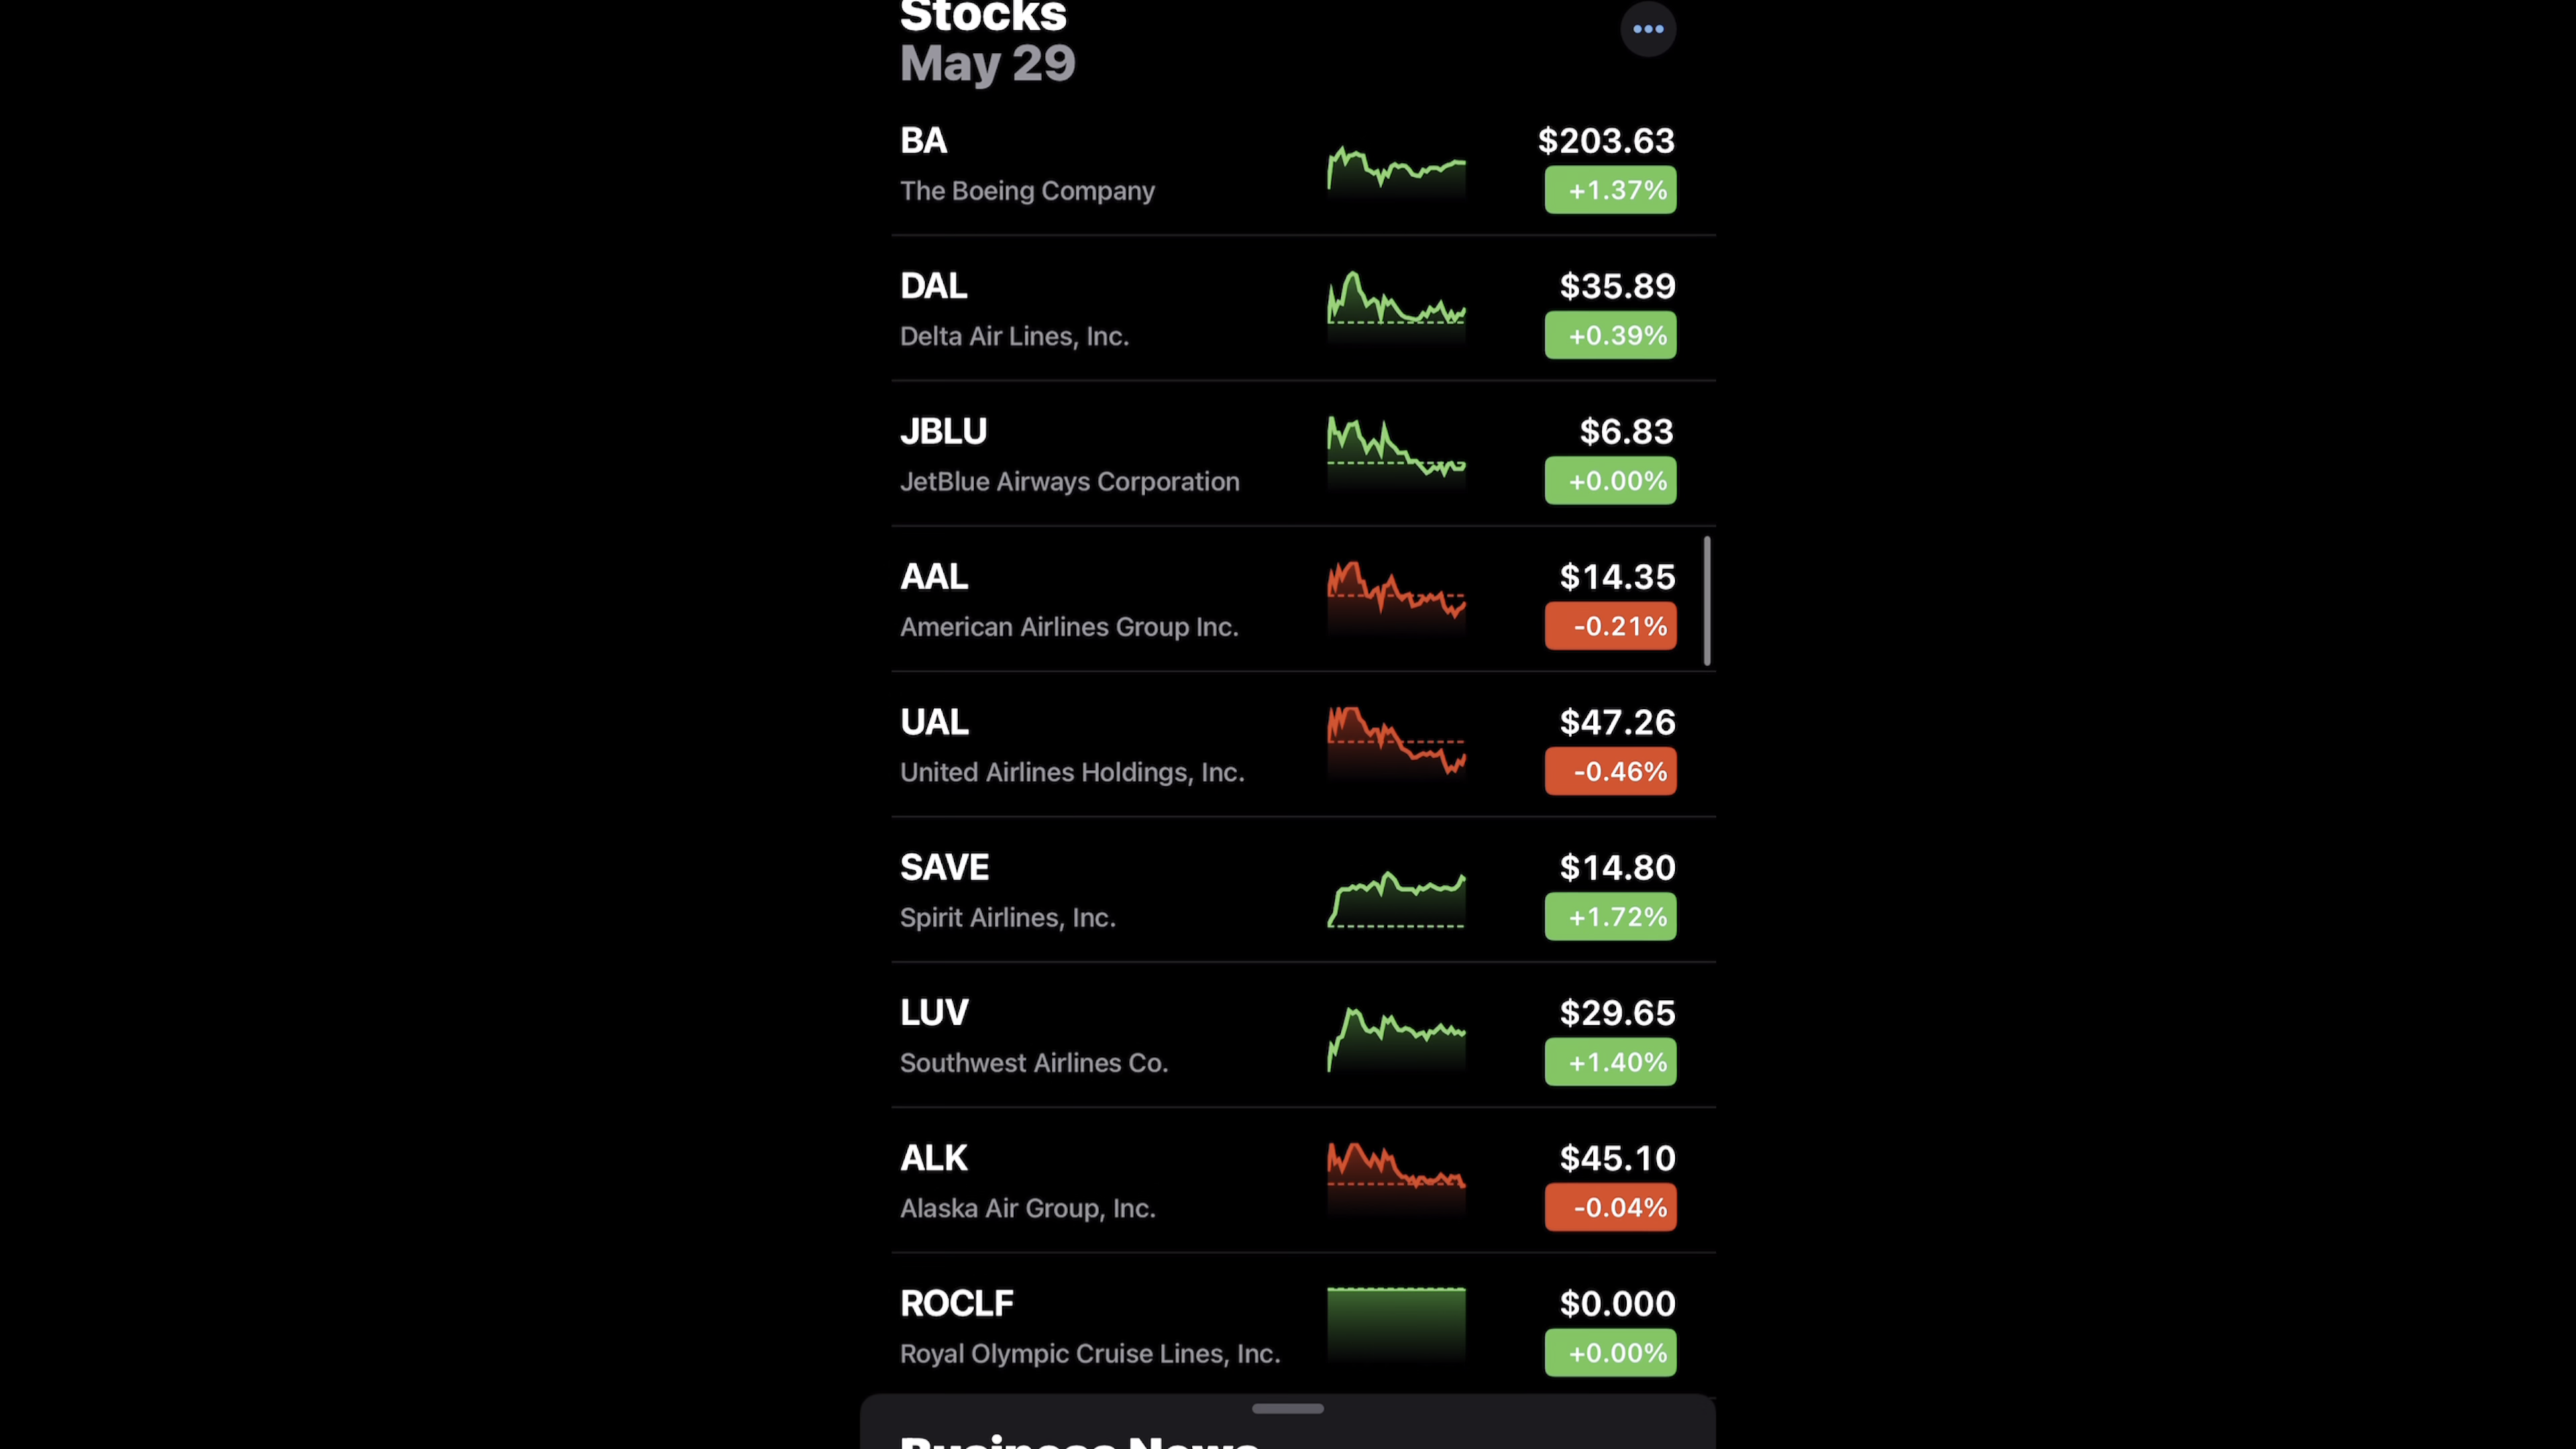 Stocks
May 29
BA
$203.63
The Boeing Company
+1.37%
DAL
$35.89
Delta Air Lines, Inc.
+0.39%
JBLU
$6.83
JetBlue Airways Corporation
+0.00%
AAL
$14.35
American Airlines Group Inc.
-0.21%
UAL
$47.26
United Airlines Holdings, Inc.
-0.46%
SAVE
$14.80
Spirit Airlines, Inc.
+1.72%
LUV
$29.65
Southwest Airlines Co.
+1.40%
ALK
$45.10
Alaska Air Group, Inc.
-0.04%
ROCLF
$0.000
Royal Olympic Cruise Lines, Inc.
+0.00%
Business News